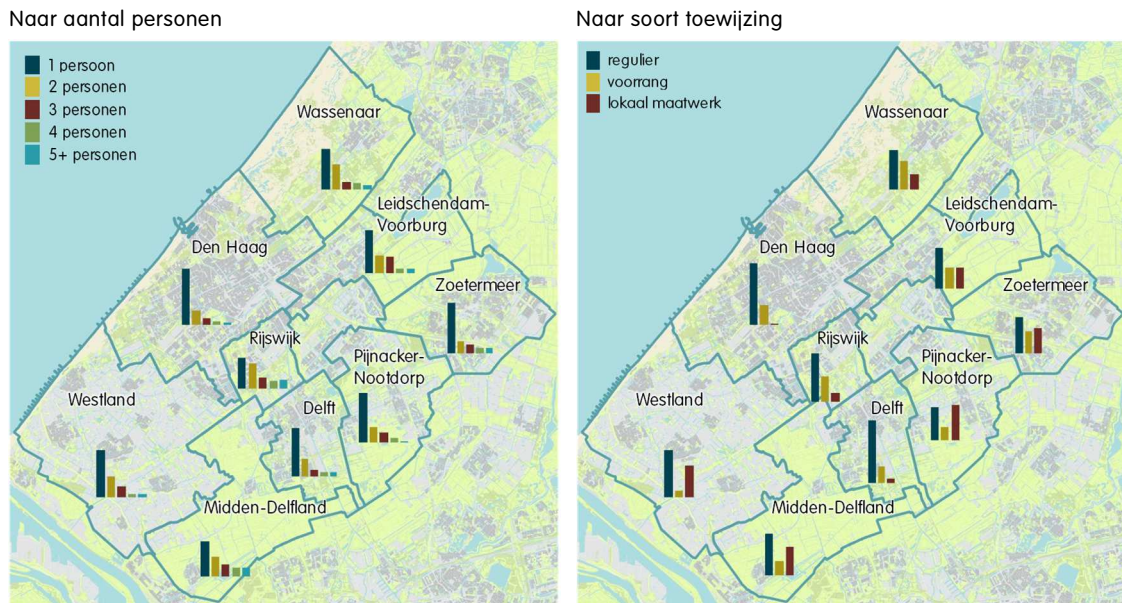 Naar aantal personen
1 persoon
2 personen
3 personen
4 personen
5+ personen
Wassenaar
Leidschendam-
Voorburg
Den Haag
Zoetermeer
Rijswijk
Pijnacker-
Nootdorp
Westland
Delft
Midden-Delfland
Naar soort toewijzing
regulier
voorrang
lokaal maatwerk
Wassenaar
Leidschendam-
Voorburg
Den Haag
Zoetermeer
Rijswijk
Pijnacker-
Nootdorp
Westland
Delft
Midden-Delfland